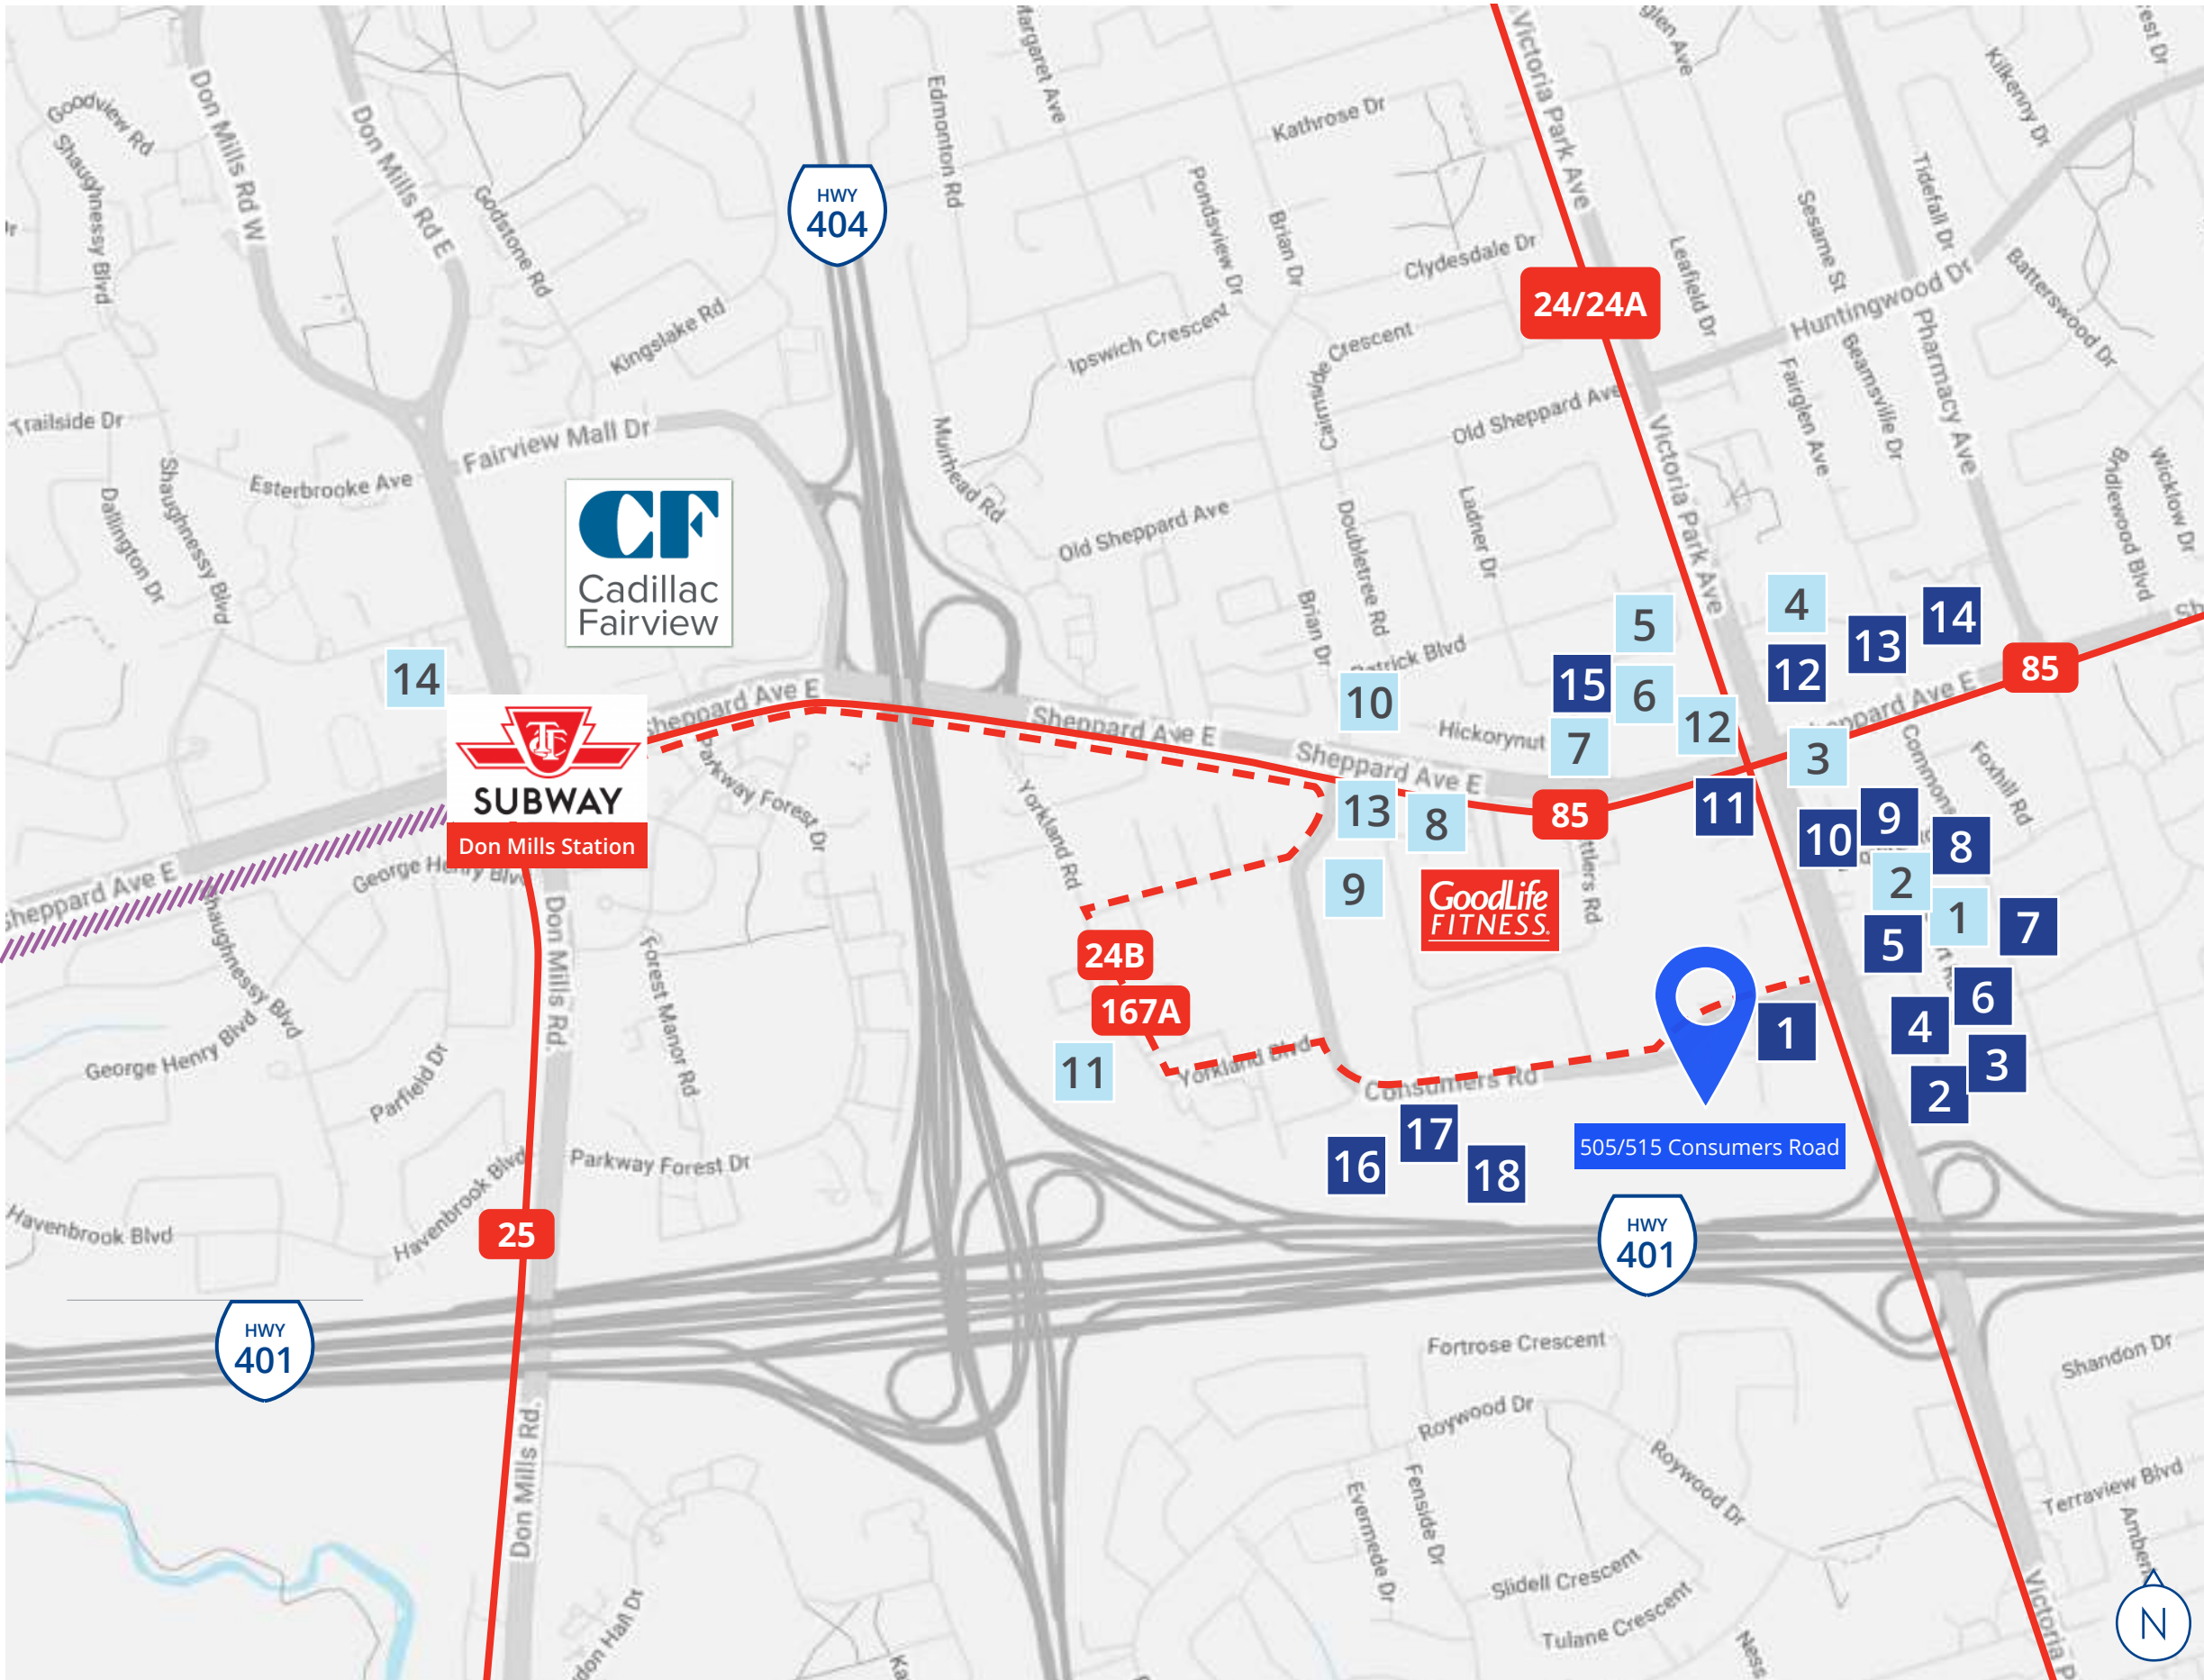 Don Mills Rd W
Don Mills Rd E
Goodview Rd
Shaughnessy Blvd
Godstone Rd
Kingslake Rd
HWY
404
Edmonton Rd
Margaret Ave
Pondsview Dr
Brian Dr
Kathrose Dr
Clydesdale Dr
Ipswich Crescent
Cairnside Crescent
Victoria Park Ave
24/24A
Leafield Dr
Sesame St
Tidefall Dr
Kilkenny Dr
Huntingwood Dr
Batterswood Dr
Pharmacy Ave
Beamsville Dr
Fairglen Ave
Bridlewood Blvd
Wicklow Dr
Trailside Dr
Shaughnessy Blvd
Dallington Dr
Esterbrooke Ave
Fairview Mall Dr
CF
Cadillac
Fairview
Muirhead Rd
Old Sheppard Ave
Old Sheppard Ave
Doubletree Rd
Ladner Dr
Brian Dr
Victoria Park Ave
14
TTC
SUBWAY
Don Mills Station
Sheppard Ave E
Sheppard Ave E
Sheppard Ave E
Sheppard Ave E
Hickorynut
10
15
5
6
7
12
4
12
13
14
85
3
11
85
13
8
9
GoodLife
FITNESS
10
9
8
2
1
7
5
6
4
3
2
1
Commons
Foxhill Rd
Parkway Forest Dr
Yorkland Rd
24B
167A
11
Yorkland Blvd
Consumers Rd
505/515 Consumers Road
16
17
18
George Henry Blvd
Shaughnessy Blvd
George Henry Blvd
Parfield Dr
Don Mills Rd.
Forest Manor Rd
Havenbrook Blvd
Havenbrook Blvd
Parkway Forest Dr
25
HWY
401
HWY
401
Don Mills Rd.
Fortrose Crescent
Roywood Dr
Roywood Dr
Fenside Dr
Evermede Dr
Slidell Crescent
Tulane Crescent
Shandon Dr
Terraview Blvd
N